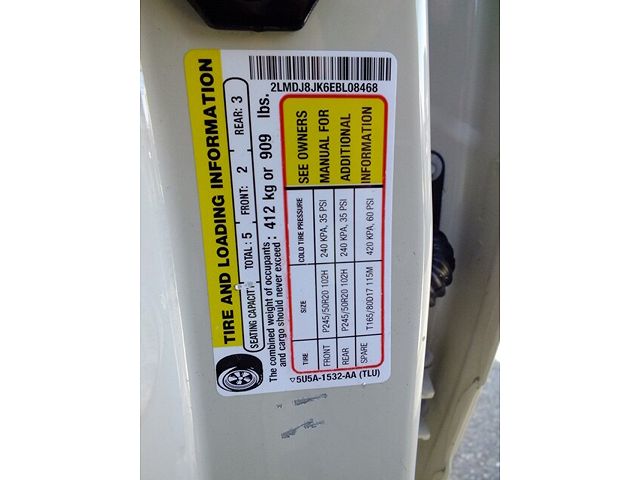 2LMDJ8JK6EBL08468
TIRE AND LOADING INFORMATION
SEATING CAPACITY TOTAL: 5 FRONT: 2 REAR: 3
The combined weight of occupants and cargo should never exceed: 412 kg or 909 lbs.
TIRE SIZE COLD TIRE PRESSURE
FRONT P245/50R20 102H 240 KPA, 35 PSI
REAR P245/50R20 102H 240 KPA, 35 PSI
SPARE T165/80D17 115M 420 KPA, 60 PSI
SEE OWNERS
MANUAL FOR
ADDITIONAL
INFORMATION
5U5A-1532-AA (TLU)